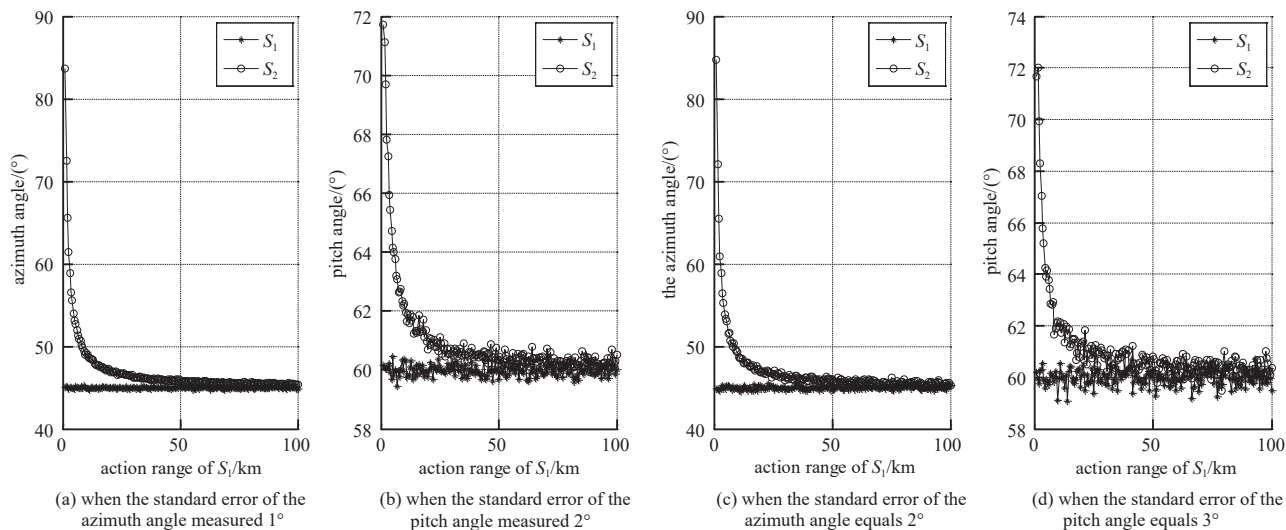 90
80
70
60
50
40
azimuth angle/(°)
S1
S2
0
50
100
action range of S1/km
(a) when the standard error of the
azimuth angle measured 1°
72
70
68
66
64
62
60
58
pitch angle/(°)
S1
S2
0
50
100
action range of S1/km
(b) when the standard error of the
pitch angle measured 2°
90
80
70
60
50
40
the azimuth angle/(°)
S1
S2
0
50
100
action range of S1/km
(c) when the standard error of the
azimuth angle equals 2°
74
72
70
68
66
64
62
60
58
pitch angle/(°)
S1
S2
0
50
100
action range of S1/km
(d) when the standard error of the
pitch angle equals 3°